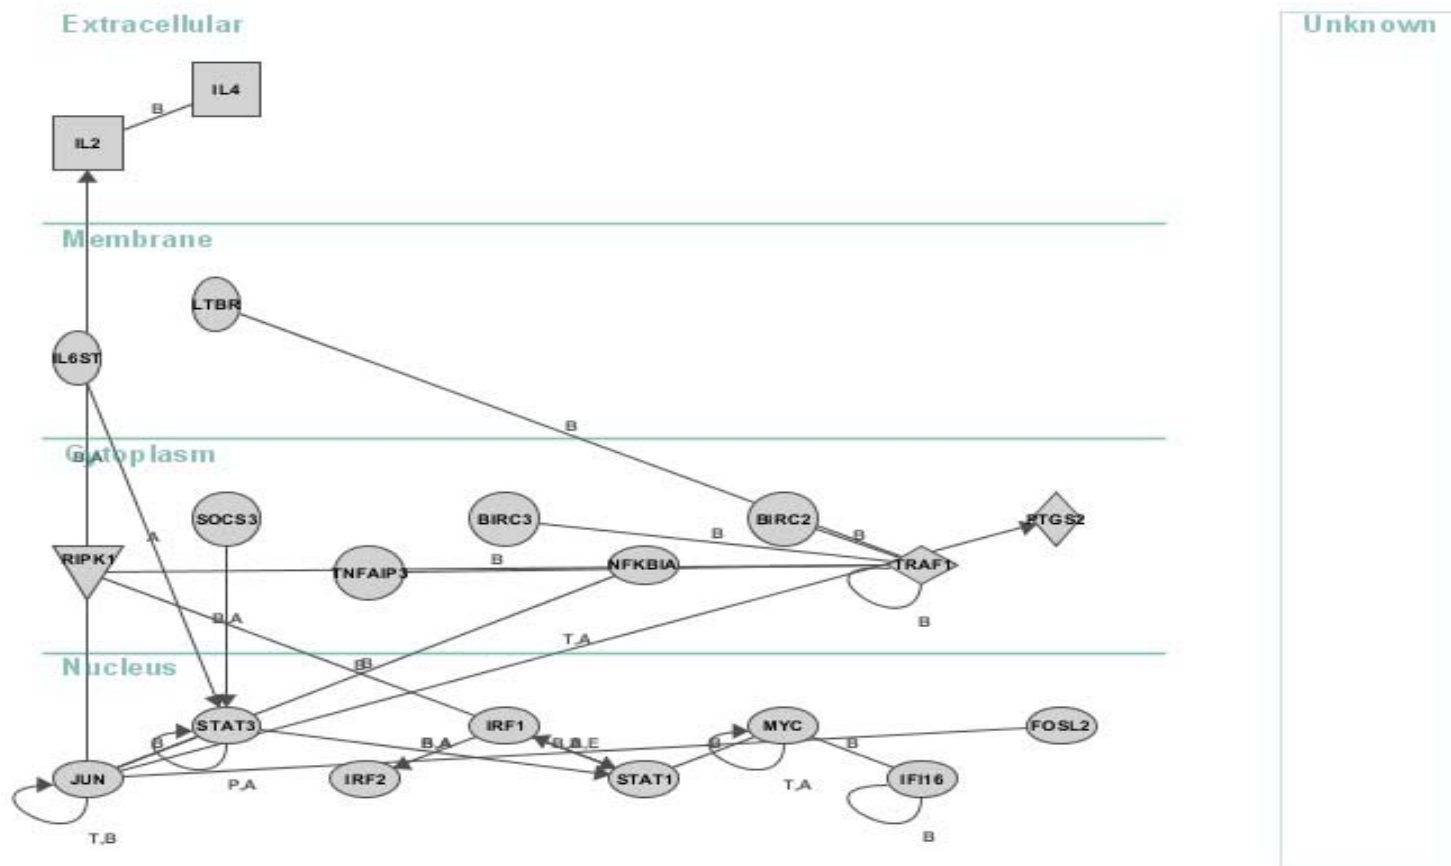 Extracellular
Unknown
IL4
B
IL2
Membrane
LTBR
IL6ST
B
Cytoplasm
B,A
SOCS3
BIRC3
BIRC2
PTGS2
A
B
B
RIPK1
B
TNFAIP3
NFKBIA
TRAF1
B,A
B
T,A
B
B
Nucleus
STAT3
IRF1
MYC
FOSL2
B
B,A
B
B
JUN
IRF2
STAT1
IFI16
P,A
T,A
T,B
B